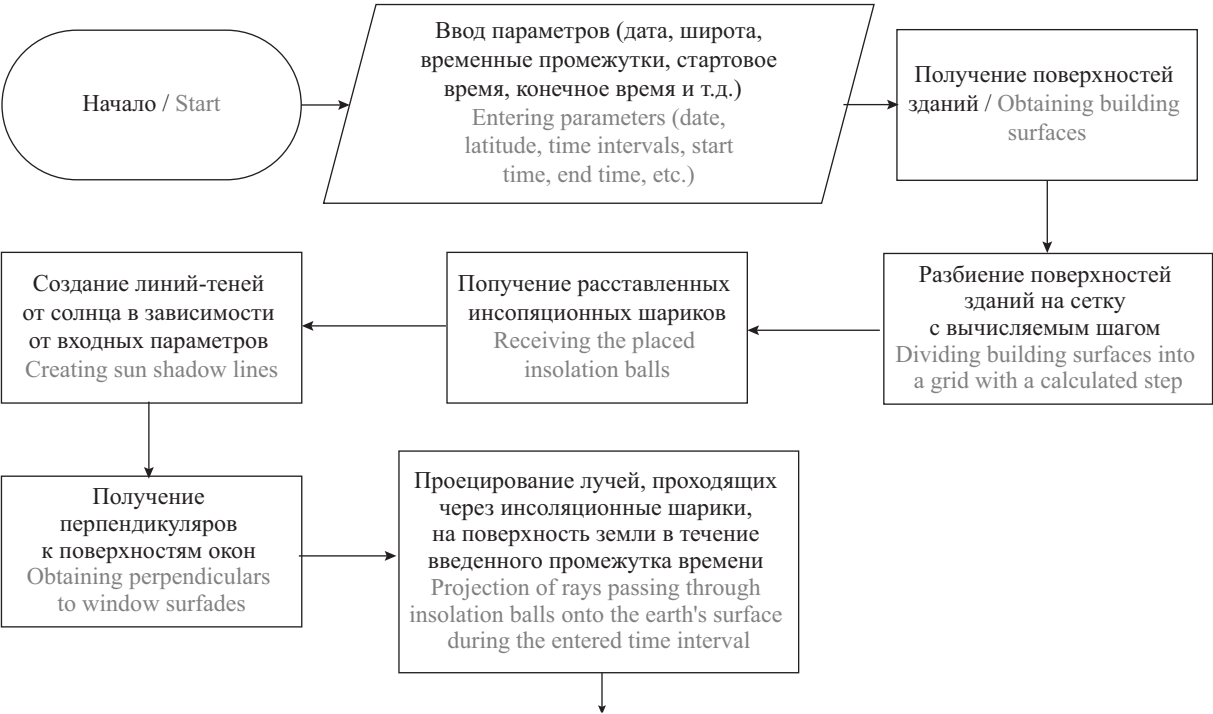 Начало / Start
Ввод параметров (дата, широта,
временные промежутки, стартовое
время, конечное время и т.д.)
Entering parameters (date,
latitude, time intervals, start
time, end time, etc.)
Получение поверхностей
зданий / Obtaining building
surfaces
Разбиение поверхностей
зданий на сетку
с вычисляемым шагом
Dividing building surfaces into
a grid with a calculated step
Попучение расставленных
инсопяционных шариков
Receiving the placed
insolation balls
Создание линий-теней
от солнца в зависимости
от входных параметров
Creating sun shadow lines
Получение
перпендикуляров
к поверхностям окон
Obtaining perpendiculars
to window surfades
Проецирование лучей, проходящих
через инсоляционные шарики,
на поверхность земли в течение
введенного промежутка времени
Projection of rays passing through
insolation balls onto the earth's surface
during the entered time interval